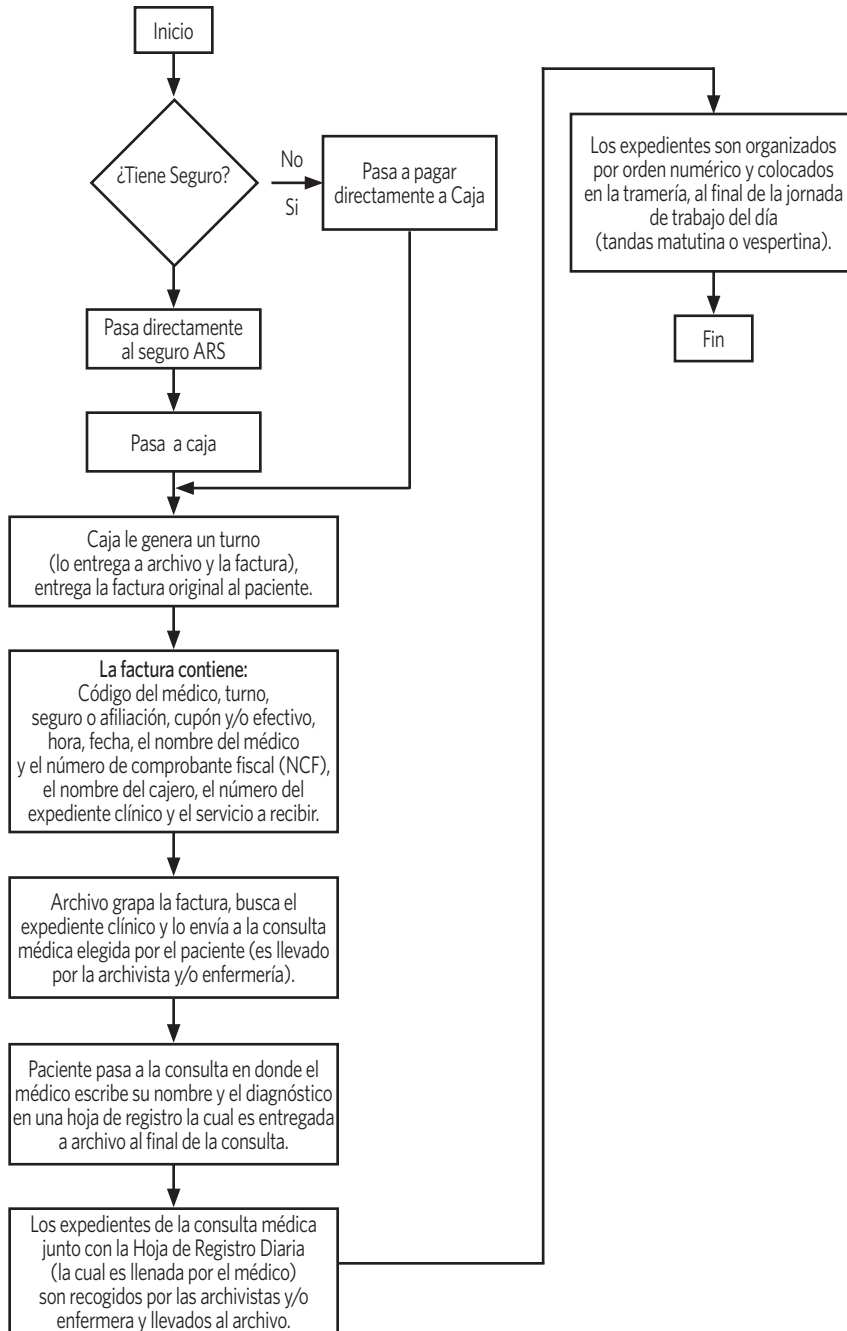 Inicio
¿Tiene Seguro?
No
Si
Pasa a pagar
directamente a Caja
Pasa directamente
al seguro ARS
Pasa a caja
Caja le genera un turno
(lo entrega a archivo y la factura),
entrega la factura original al paciente.
La factura contiene:
Código del médico, turno,
seguro o afiliación, cupón y/o efectivo,
hora, fecha, el nombre del médico
y el número de comprobante fiscal (NCF),
el nombre del cajero, el número del
expediente clínico y el servicio a recibir.
Archivo grapa la factura, busca el
expediente clínico y lo envía a la consulta
médica elegida por el paciente (es llevado
por la archivista y/o enfermería).
Paciente pasa a la consulta en donde el
médico escribe su nombre y el diagnóstico
en una hoja de registro la cual es entregada
a archivo al final de la consulta.
Los expedientes de la consulta médica
junto con la Hoja de Registro Diaria
(la cual es llenada por el médico)
son recogidos por las archivistas y/o
enfermera y llevados al archivo.
Los expedientes son organizados
por orden numérico y colocados
en la tramería, al final de la jornada
de trabajo del día
(tandas matutina o vespertina).
Fin